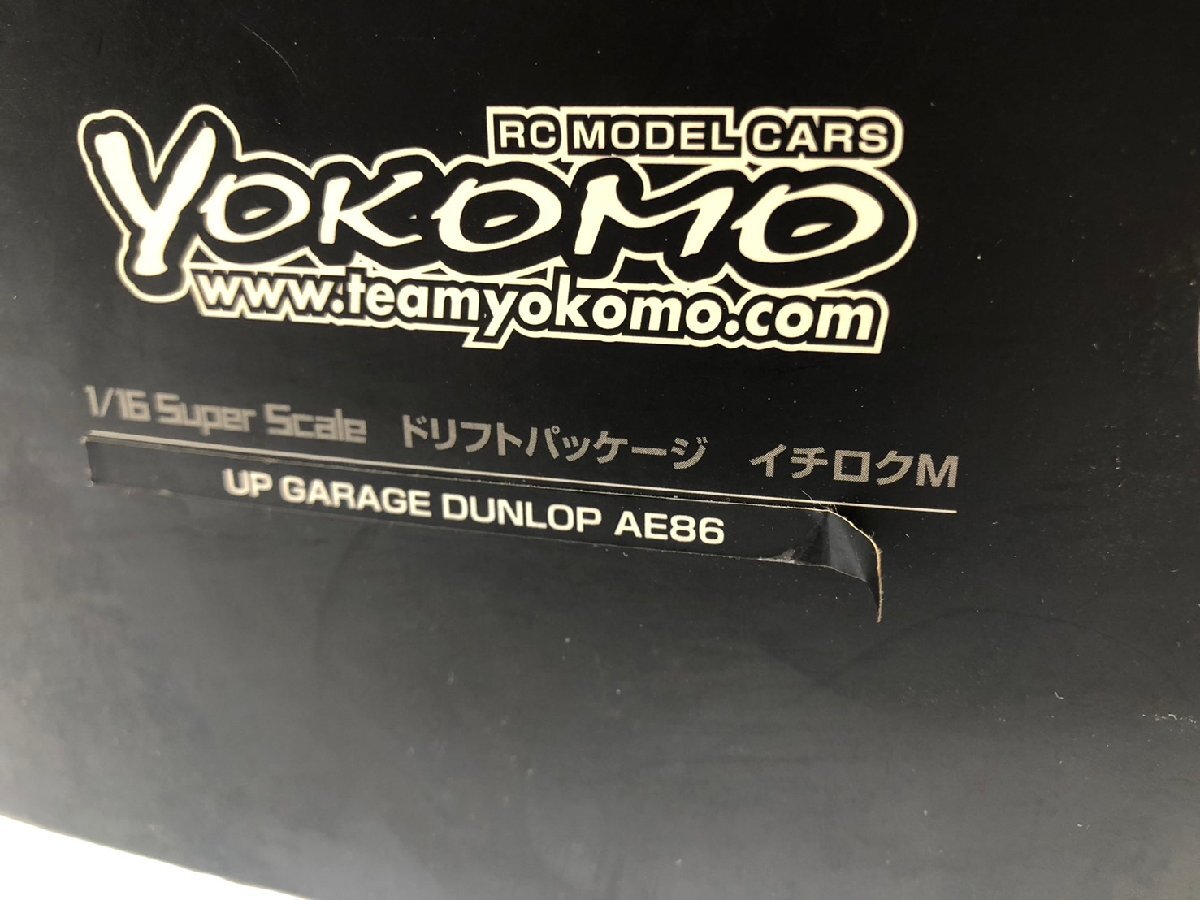 RC MODEL CARS
YOKOMO
www.teamyokomo.com
1/16 Super Scale ドリフトパッケージ イチロクM
UP GARAGE DUNLOP AE86